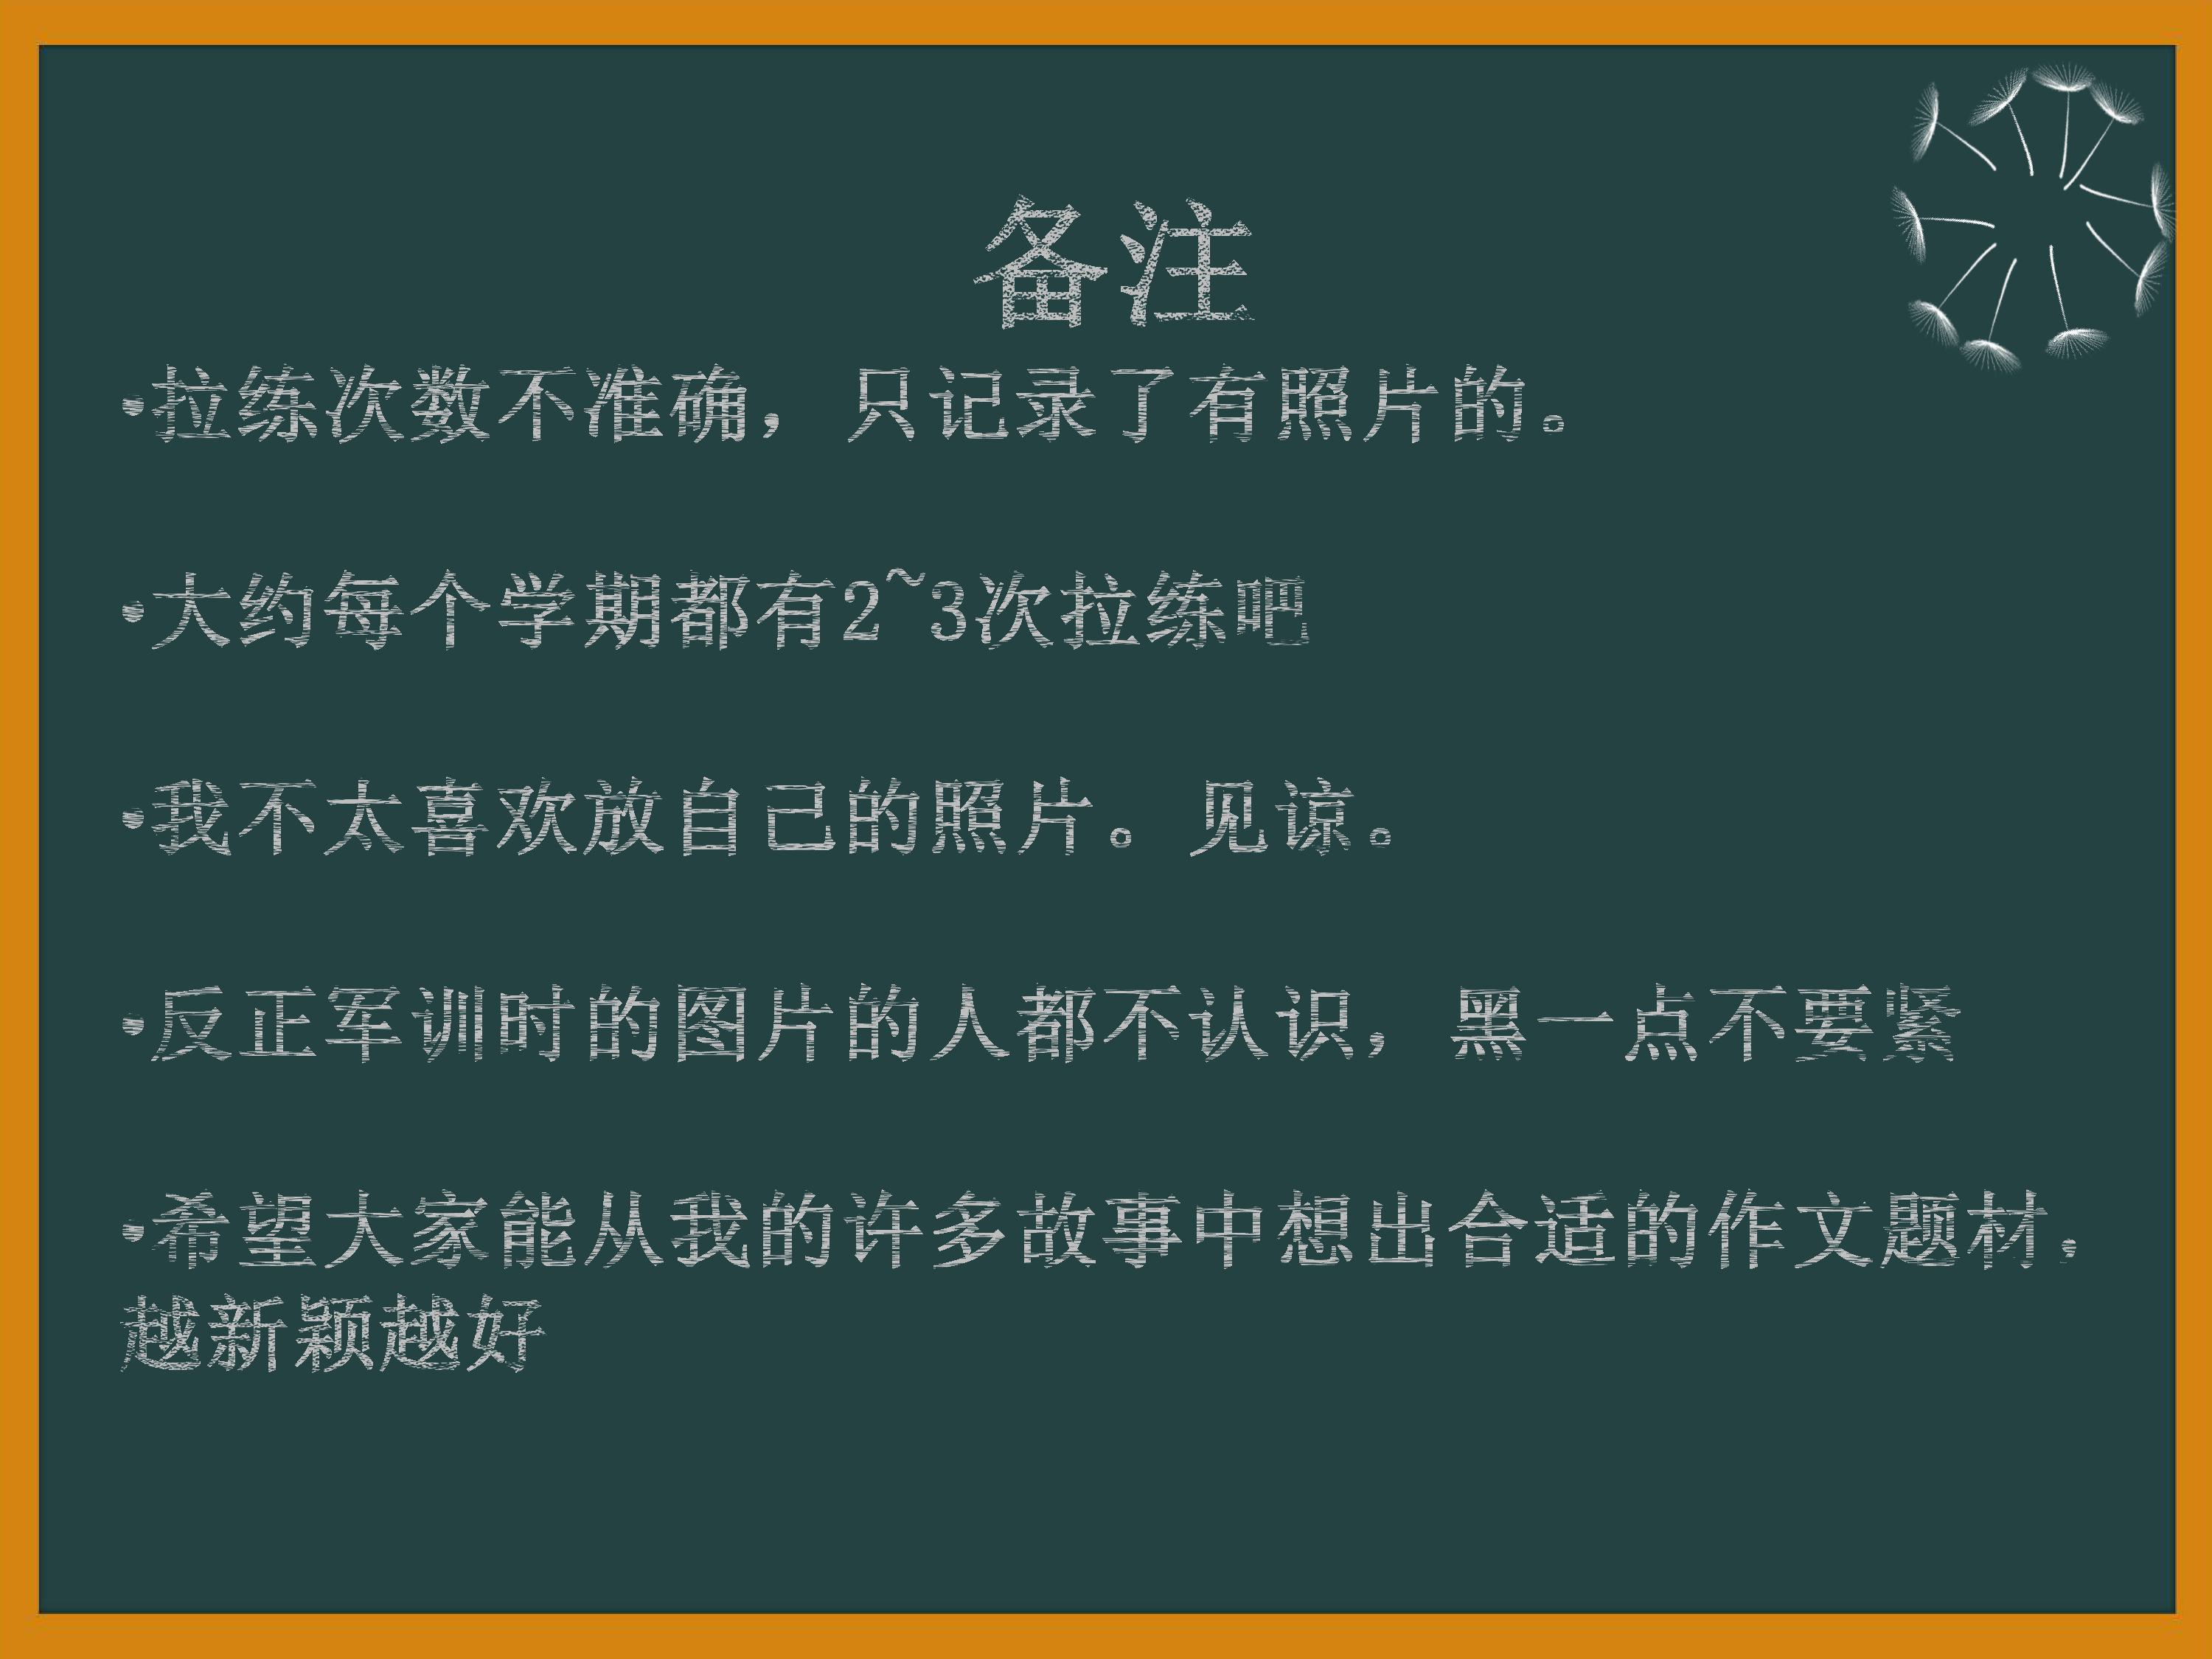 备注
•拉练次数不准确，只记录了有照片的。
•大约每个学期都有2~3次拉练吧
•我不太喜欢放自己的照片。见谅。
•反正军训时的图片的人都不认识，黑一点不要紧
•希望大家能从我的许多故事中想出合适的作文题材，
越新颖越好